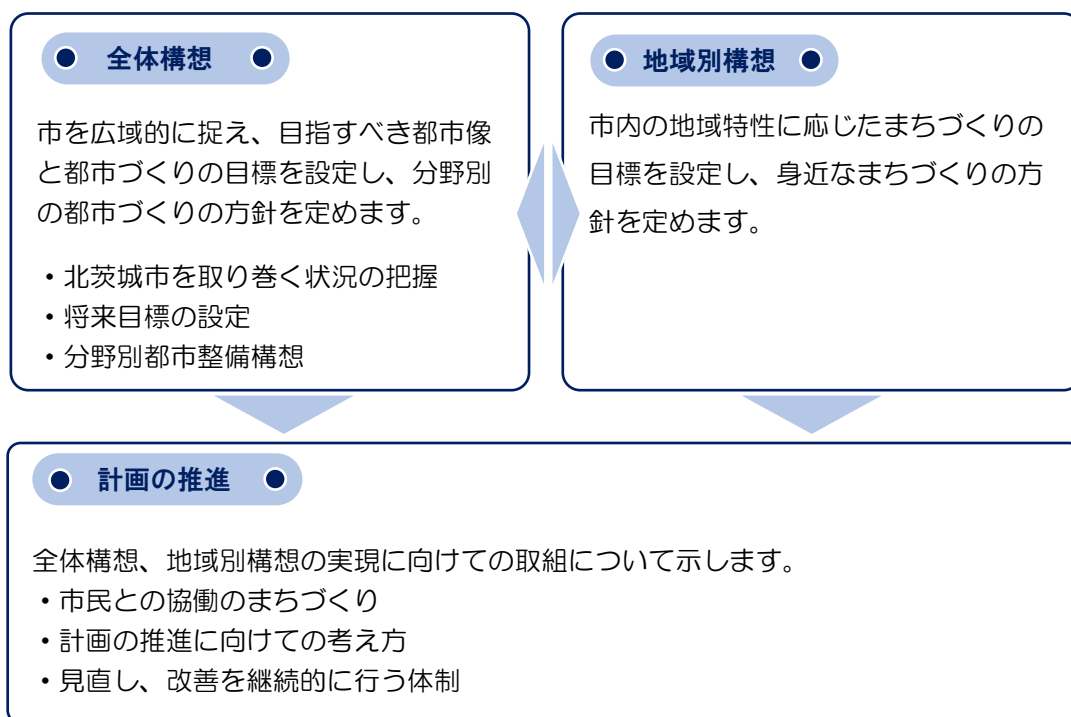 全体構想
市を広域的に捉え、目指すべき都市像
と都市づくりの目標を設定し、分野別
の都市づくりの方針を定めます。
・北茨城市を取り巻く状況の把握
・将来目標の設定
・分野別都市整備構想
地域別構想
市内の地域特性に応じたまちづくりの
目標を設定し、身近なまちづくりの方
針を定めます。
計画の推進
全体構想、地域別構想の実現に向けての取組について示します。
・市民との協働のまちづくり
・計画の推進に向けての考え方
・見直し、改善を継続的に行う体制